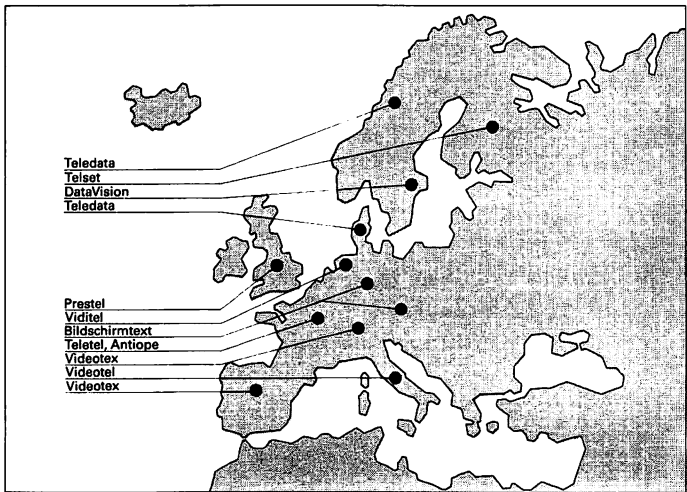 Teledata
Telset
DataVision
Teledata
Prestel
Viditel
Bildschirmtext
Teletel, Antiope
Videotex
Videotel
Videotex